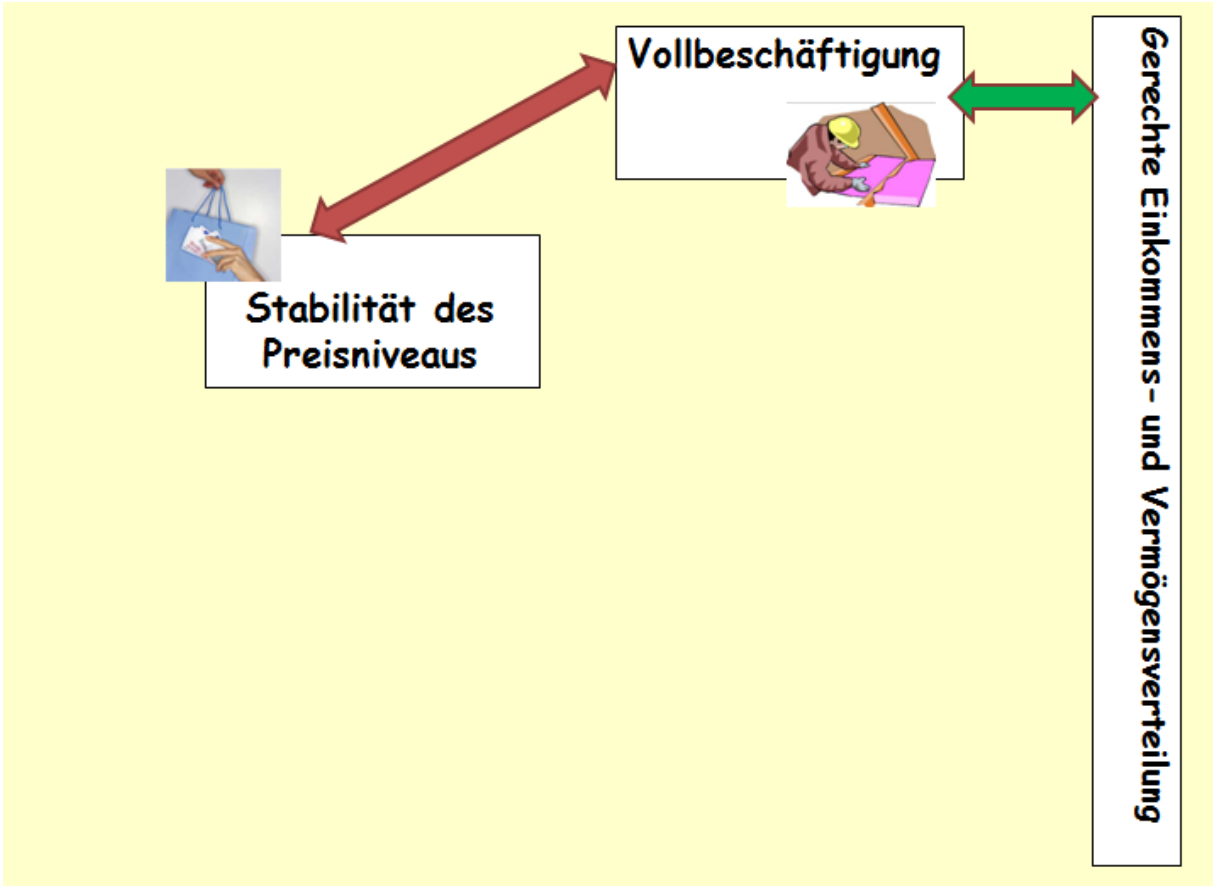 Vollbeschäftigung
Stabilität des
Preisniveaus
Gerechte Einkommens- und Vermögensverteilung